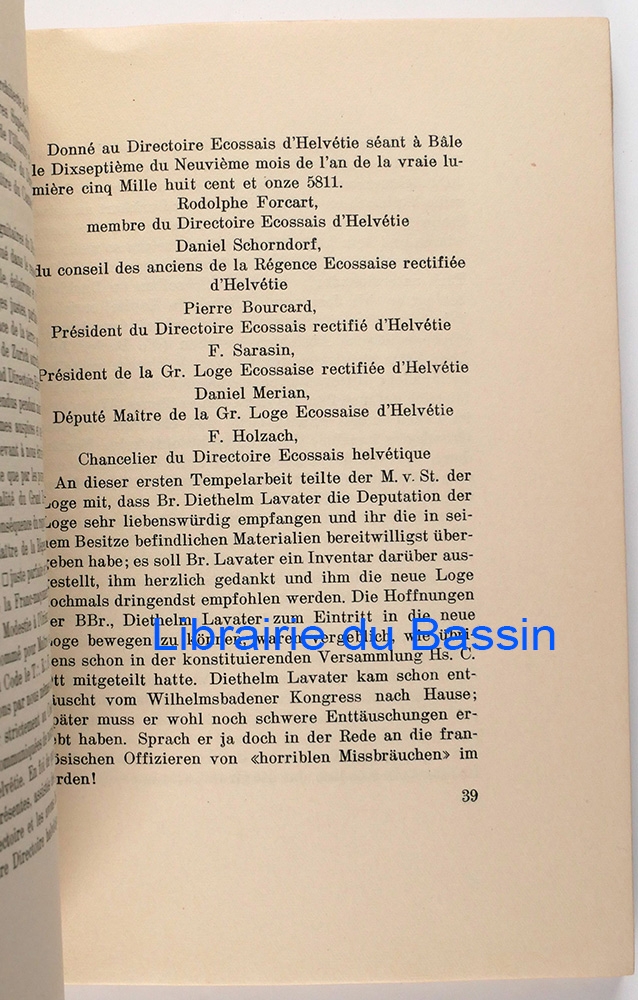 Donné au Directoire Ecossais d'Helvétie séant à Bâle
le Dixseptième du Neuvième mois de l'an de la vraie lu-
mière cinq Mille huit cent et onze 5811.
Rodolphe Forcart,
membre du Directoire Ecossais d'Helvétie
Daniel Schorndorf,
du conseil des anciens de la Régence Ecossaise rectifiée
d'Helvétie
Pierre Bourcard,
Président du Directoire Ecossais rectifié d'Helvétie
F. Sarasin,
Président de la Gr. Loge Ecossaise rectifiée d'Helvétie
Daniel Merian,
Député Maître de la Gr. Loge Ecossaise d'Helvétie
F. Holzach,
Chancelier du Directoire Ecossais helvétique
An dieser ersten Tempelarbeit teilte der M. v. St. der
Loge mit, dass Br. Diethelm Lavater die Deputation der
Loge sehr liebenswürdig empfangen und ihr die in sei-
nem Besitze befindlichen Materialien bereitwilligst über-
geben habe; es soll Br. Lavater ein Inventar darüber aus-
gestellt, ihm herzlich gedankt und ihm die neue Loge
nochmals dringendst empfohlen werden. Die Hoffnungen
er BBr., Diethelm Lavater zum Eintritt in die neue
oge bewegen zu können, waren vergeblich, wie übri-
ens schon in der konstituierenden Versammlung Hs. C.
tt mitgeteilt hatte. Diethelm Lavater kam schon ent-
äuscht vom Wilhelmsbadener Kongress nach Hause;
päter muss er wohl noch schwere Enttäuschungen er-
ebt haben. Sprach er ja doch in der Rede an die fran-
ösischen Offizieren von «horriblen Missbräuchen» im
rden!
39
Librairie du Bassin